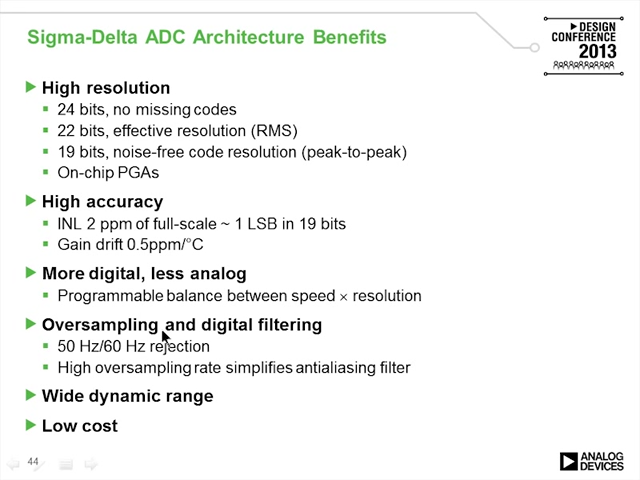 Sigma-Delta ADC Architecture Benefits
DESIGN
CONFERENCE
2013
High resolution
24 bits, no missing codes
22 bits, effective resolution (RMS)
19 bits, noise-free code resolution (peak-to-peak)
On-chip PGAs
High accuracy
INL 2 ppm of full-scale ~ 1 LSB in 19 bits
Gain drift 0.5ppm/°C
More digital, less analog
Programmable balance between speed × resolution
Oversampling and digital filtering
50 Hz/60 Hz rejection
High oversampling rate simplifies antialiasing filter
Wide dynamic range
Low cost
44
ANALOG
DEVICES